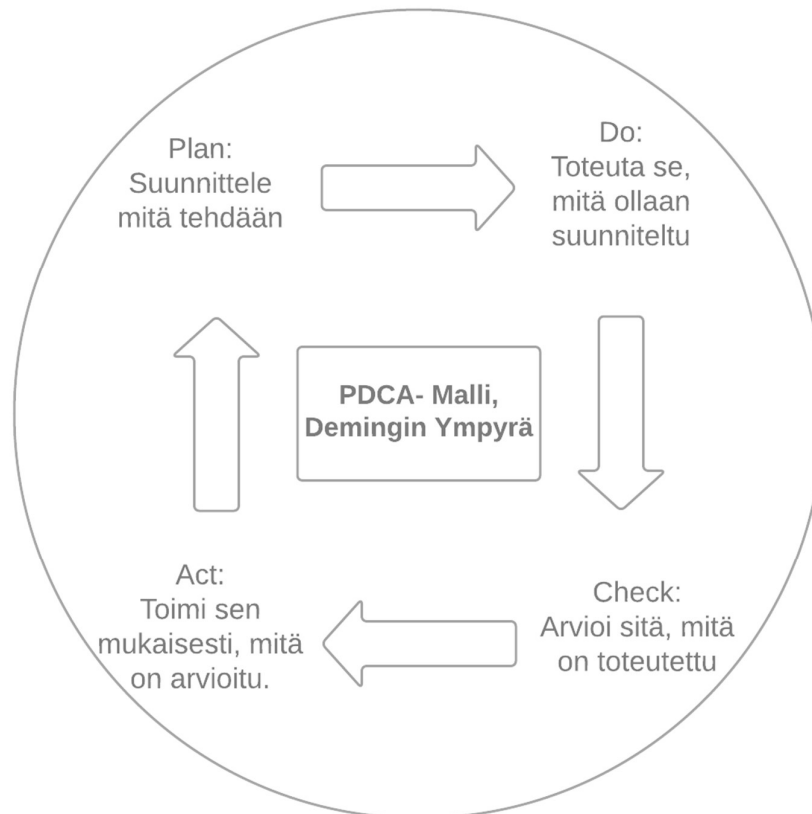 Plan:
Suunnittele
mitä tehdään
Do:
Toteuta se,
mitä ollaan
suunniteltu
PDCA- Malli,
Demingin Ympyrä
Check:
Arvioi sitä, mitä
on toteutettu
Act:
Toimi sen
mukaisesti, mitä
on arvioitu.